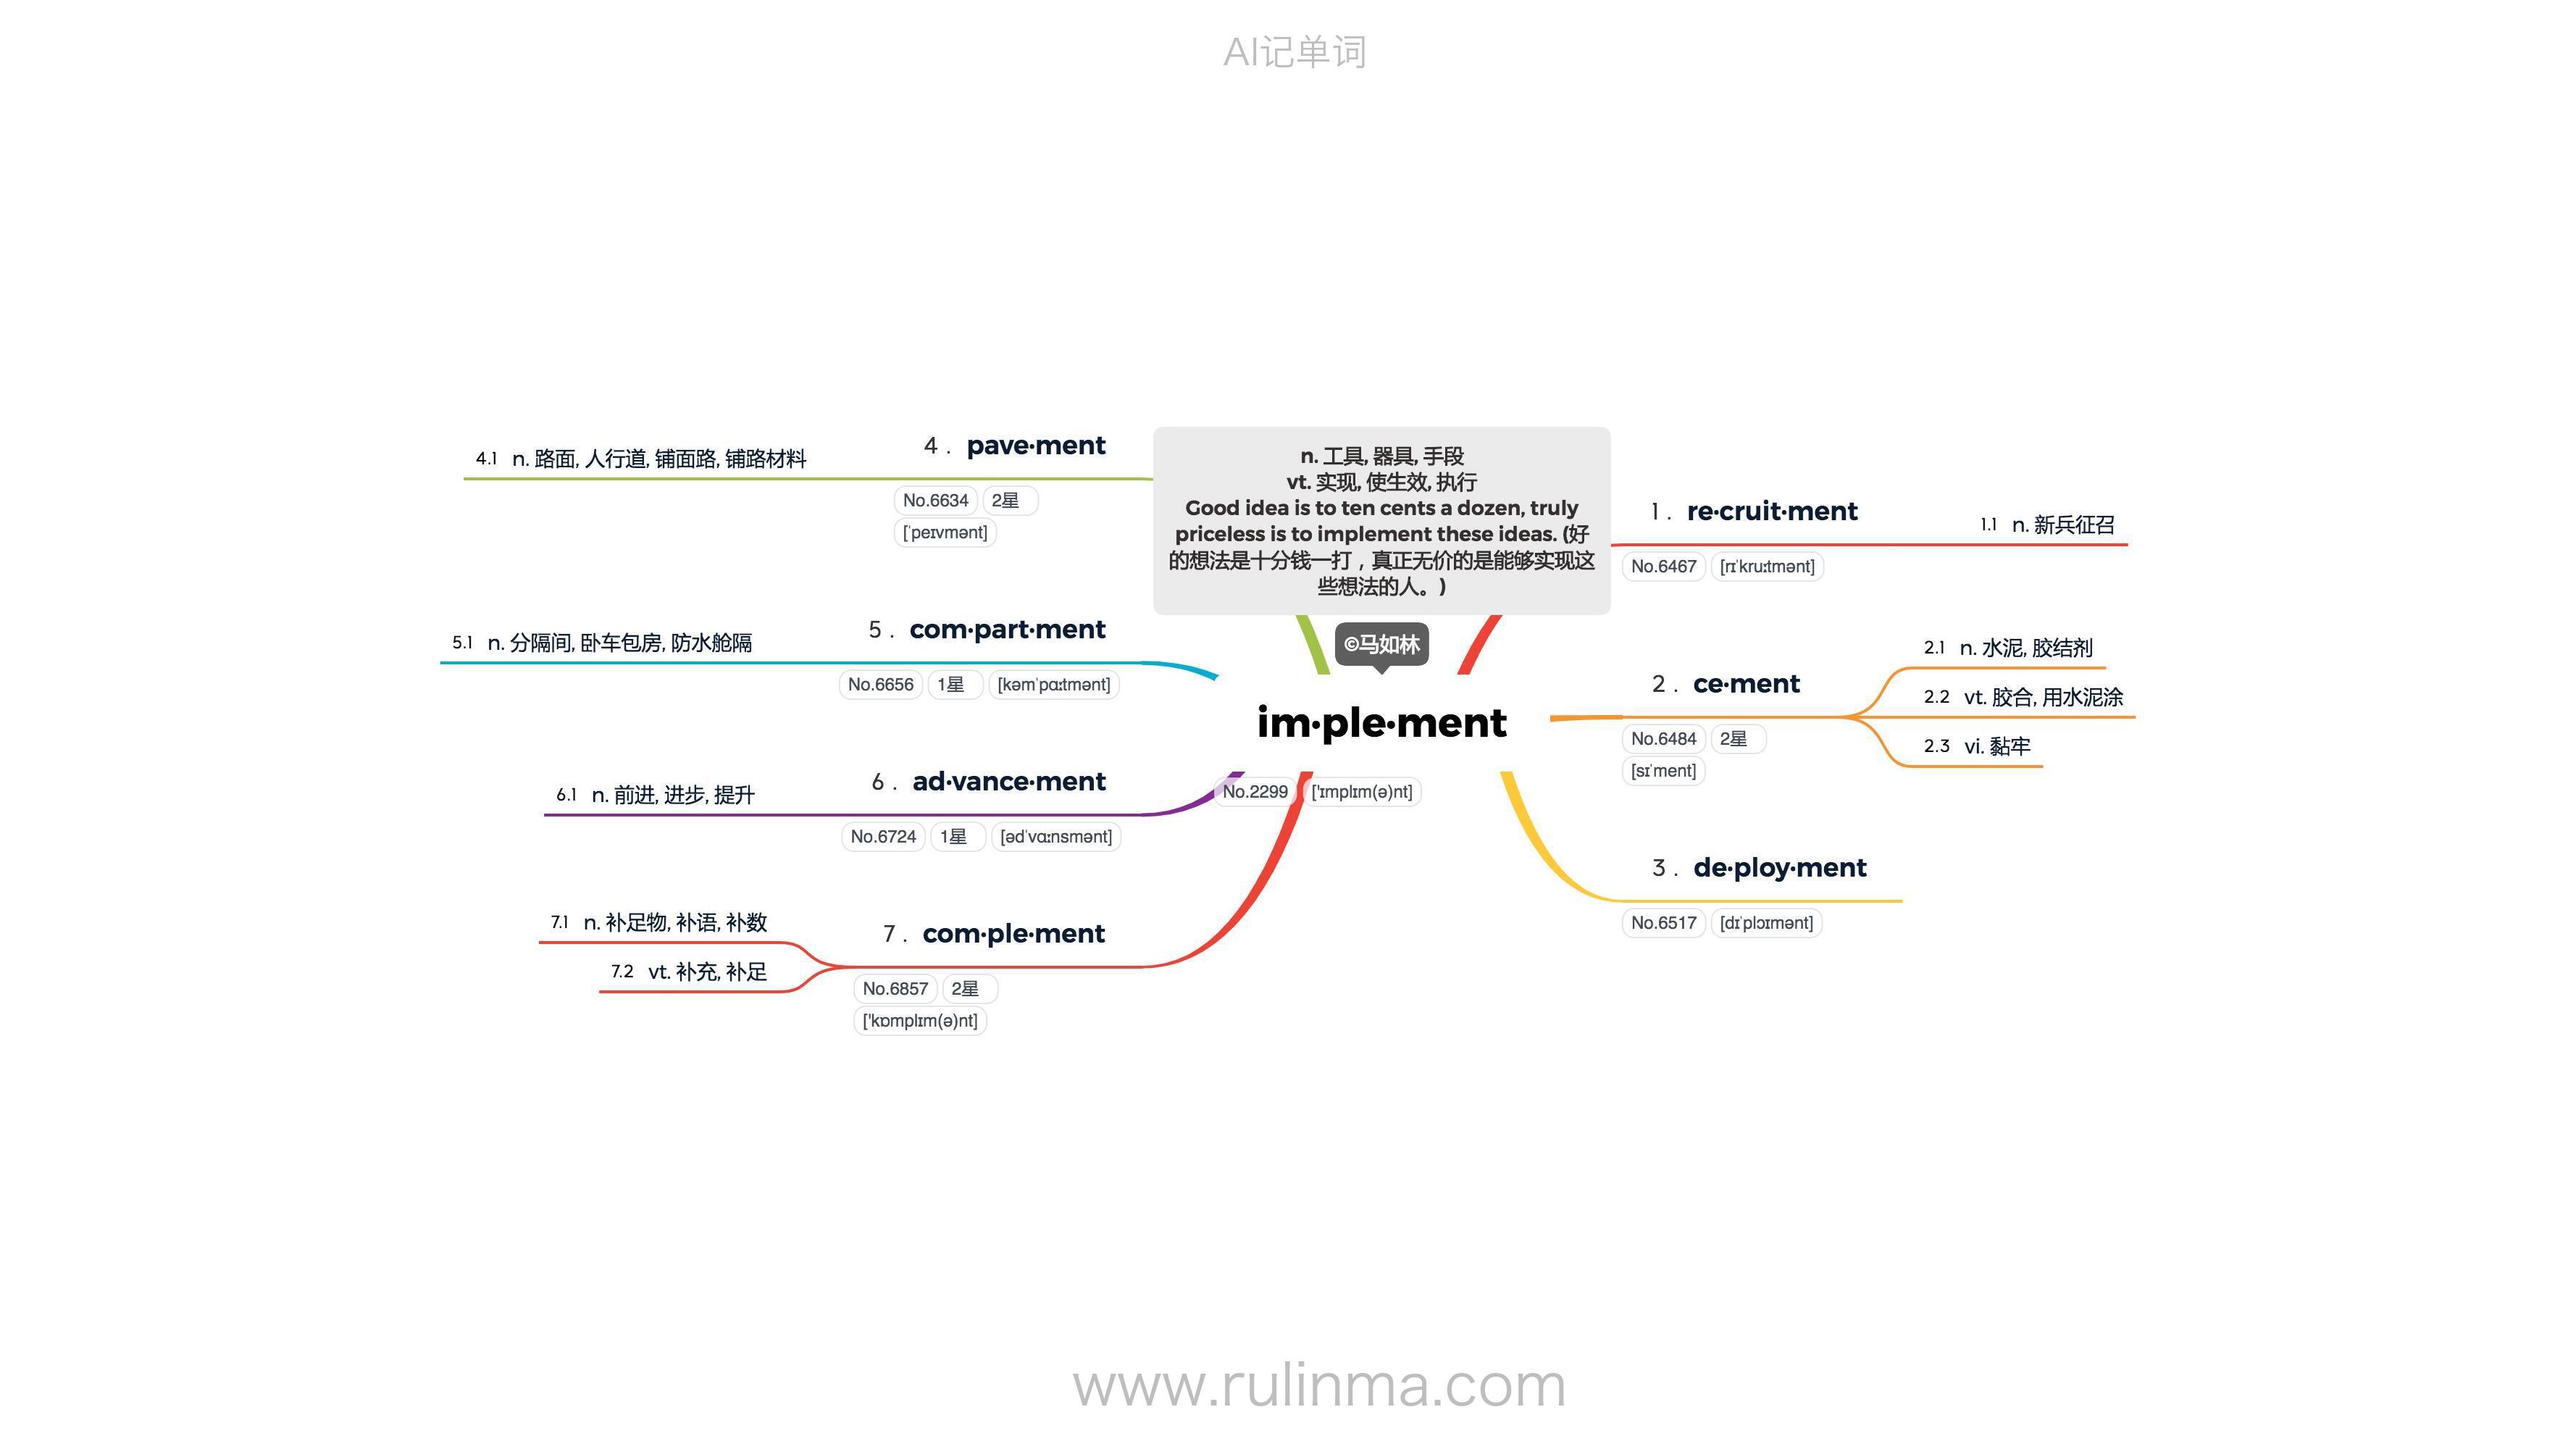 AI记单词
n. 工具, 器具, 手段
vt. 实现, 使生效, 执行
Good idea is to ten cents a dozen, truly
priceless is to implement these ideas. (好
的想法是十分钱一打，真正无价的是能够实现这
些想法的人。)
©马如林
im·ple·ment
No.2299 ['ɪmplɪm(ə)nt]
1. re·cruit·ment
No.6467 [rɪˈkruːtmənt]
1.1 n. 新兵征召
2. ce·ment
No.6484 2星
[sɪˈment]
2.1 n. 水泥, 胶结剂
2.2 vt. 胶合, 用水泥涂
2.3 vi. 黏牢
3. de·ploy·ment
No.6517 [dɪˈplɔɪmənt]
4. pave·ment
No.6634 2星
[ˈpeɪvmənt]
4.1 n. 路面, 人行道, 铺面路, 铺路材料
5. com·part·ment
No.6656 1星 [kəmˈpɑːtmənt]
5.1 n. 分隔间, 卧车包房, 防水舱隔
6. ad·vance·ment
No.6724 1星 [ədˈvɑːnsmənt]
6.1 n. 前进, 进步, 提升
7. com·ple·ment
No.6857 2星
['kɒmplɪm(ə)nt]
7.1 n. 补足物, 补语, 补数
7.2 vt. 补充, 补足
www.rulinma.com